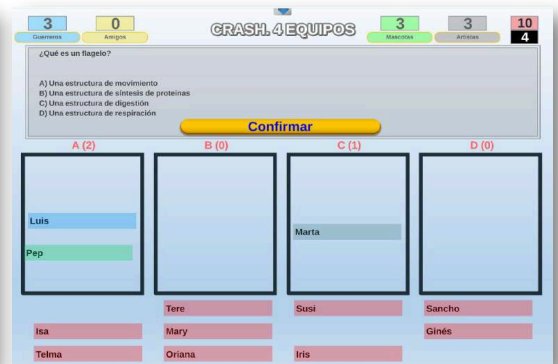 3
Guerreros
0
Amigos
CRASH. 4 EQUIPOS
3
Mascotas
3
Artistas
10
4
¿Qué es un flagelo?
A) Una estructura de movimiento
B) Una estructura de síntesis de proteinas
C) Una estructura de digestión
D) Una estructura de respiración
Confirmar
A (2)
B (0)
C (1)
D (0)
Luis
Marta
Pep
Tere
Susi
Sancho
Isa
Mary
Ginés
Telma
Oriana
Iris